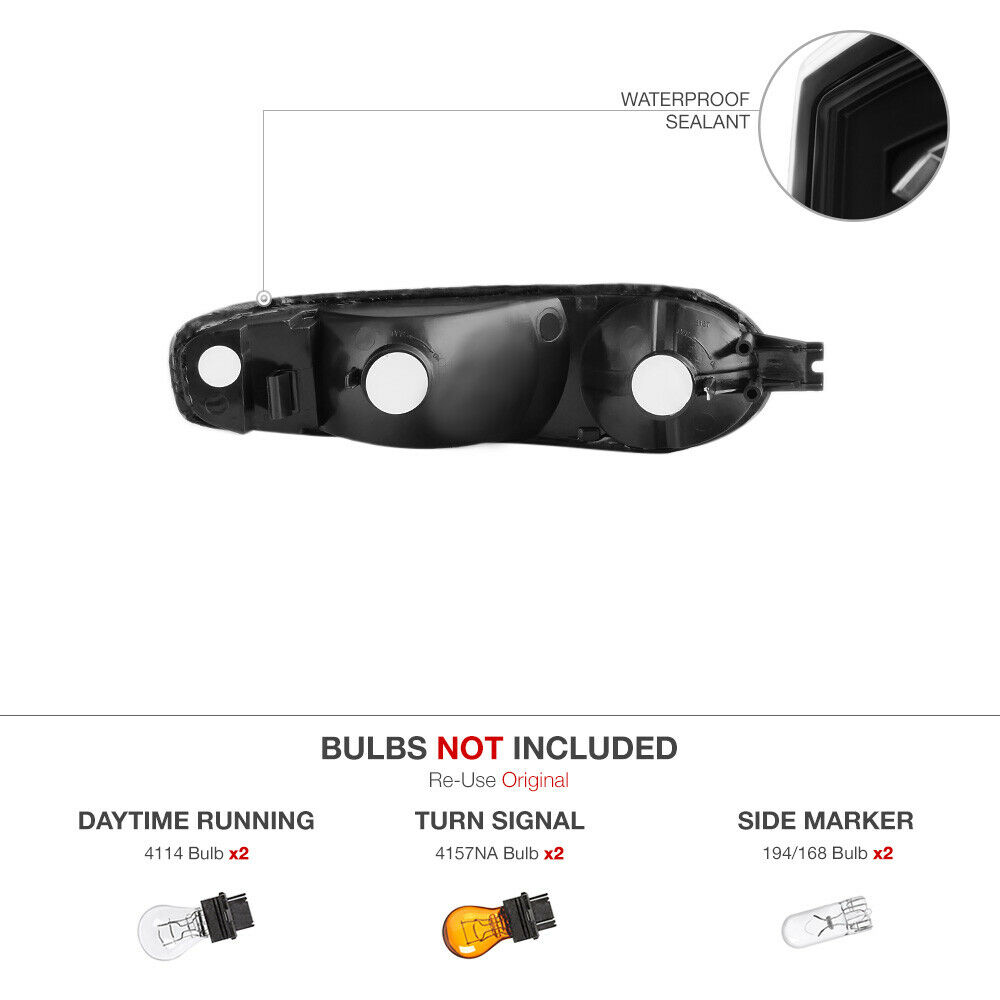 WATERPROOF
SEALANT
BULBS NOT INCLUDED
Re-Use Original
DAYTIME RUNNING
4114 Bulb x2
TURN SIGNAL
4157NA Bulb x2
SIDE MARKER
194/168 Bulb x2